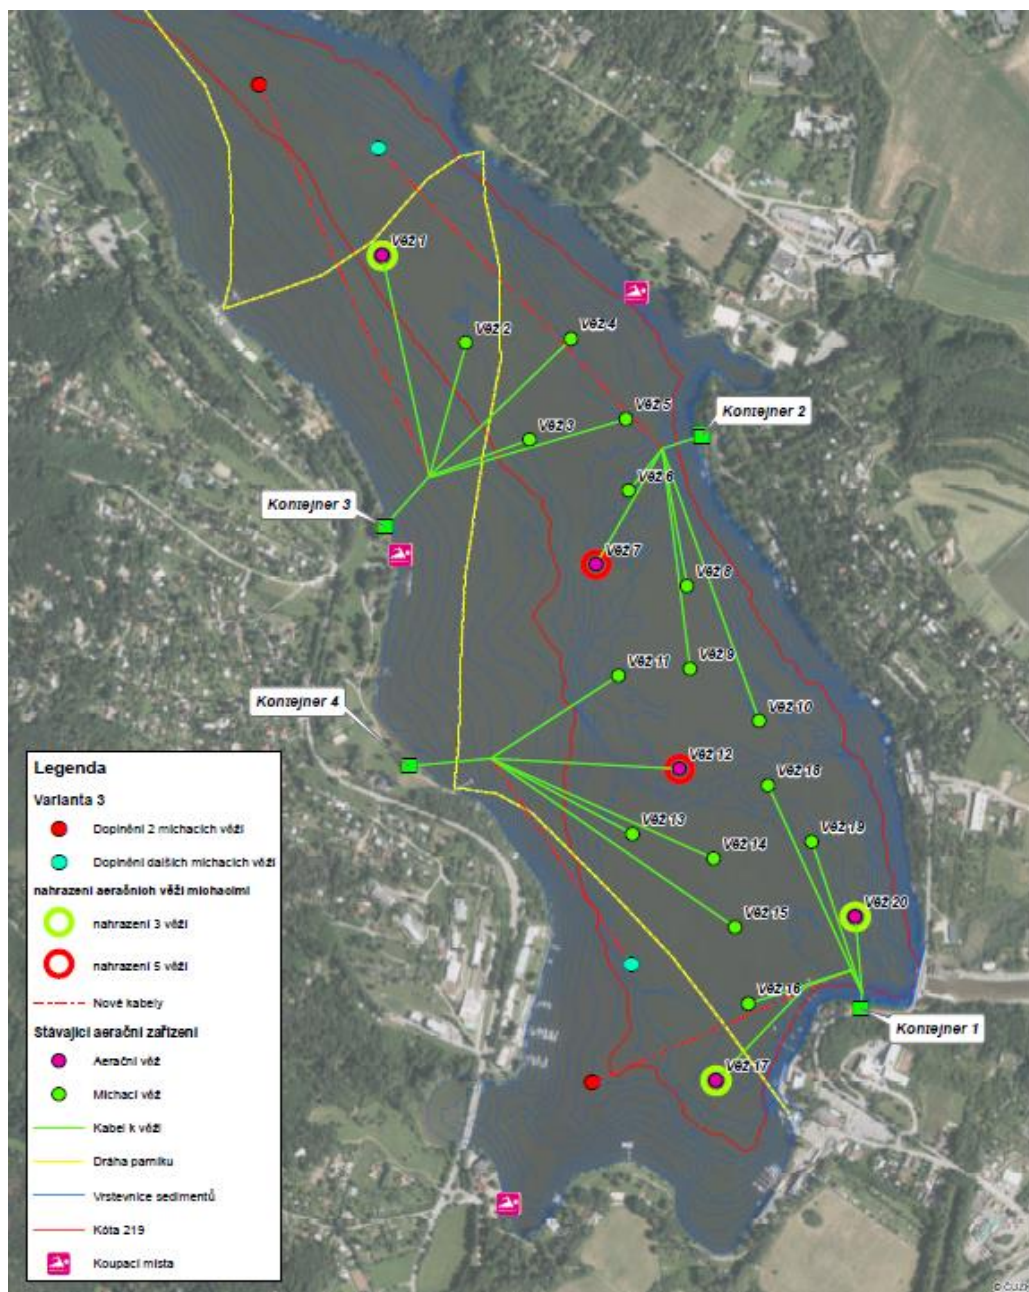 Věž 1
Věž 2
Věž 4
Věž 5
Kontejner 2
Věž 3
Věž 6
Kontejner 3
Věž 7
Věž 8
Věž 11
Věž 9
Kontejner 4
Věž 10
Věž 12
Věž 18
Věž 13
Věž 19
Věž 14
Věž 20
Věž 15
Věž 16
Kontejner 1
Věž 17
Legenda
Varianta 3
Doplnění 2 míchacích věží
Doplnění dalších míchacích věží
nahrazení aeračních věží míchacími
nahrazení 3 věží
nahrazení 5 věží
Nové kabely
Stávající aerační zařízení
Aerační věž
Míchací věž
Kabel k věži
Dráha parníku
Vrstevnice sedimentů
Kóta 219
Koupací místa